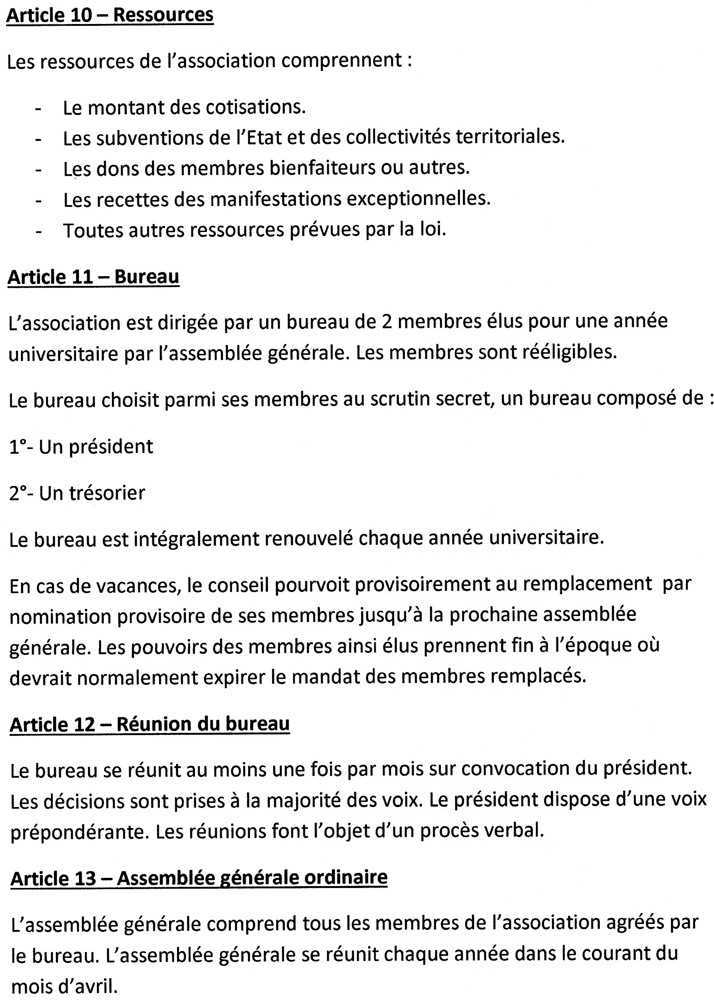 Article 10 – Ressources
Les ressources de l’association comprennent :
- Le montant des cotisations.
- Les subventions de l’Etat et des collectivités territoriales.
- Les dons des membres bienfaiteurs ou autres.
- Les recettes des manifestations exceptionnelles.
- Toutes autres ressources prévues par la loi.
Article 11 – Bureau
L’association est dirigée par un bureau de 2 membres élus pour une année
universitaire par l’assemblée générale. Les membres sont rééligibles.
Le bureau choisit parmi ses membres au scrutin secret, un bureau composé de :
1°- Un président
2°- Un trésorier
Le bureau est intégralement renouvelé chaque année universitaire.
En cas de vacances, le conseil pourvoit provisoirement au remplacement  par
nomination provisoire de ses membres jusqu’à la prochaine assemblée
générale. Les pouvoirs des membres ainsi élus prennent fin à l’époque où
devrait normalement expirer le mandat des membres remplacés.
Article 12 – Réunion du bureau
Le bureau se réunit au moins une fois par mois sur convocation du président.
Les décisions sont prises à la majorité des voix. Le président dispose d’une voix
prépondérante. Les réunions font l’objet d’un procès verbal.
Article 13 – Assemblée générale ordinaire
L’assemblée générale comprend tous les membres de l’association agréés par
le bureau. L’assemblée générale se réunit chaque année dans le courant du
mois d’avril.